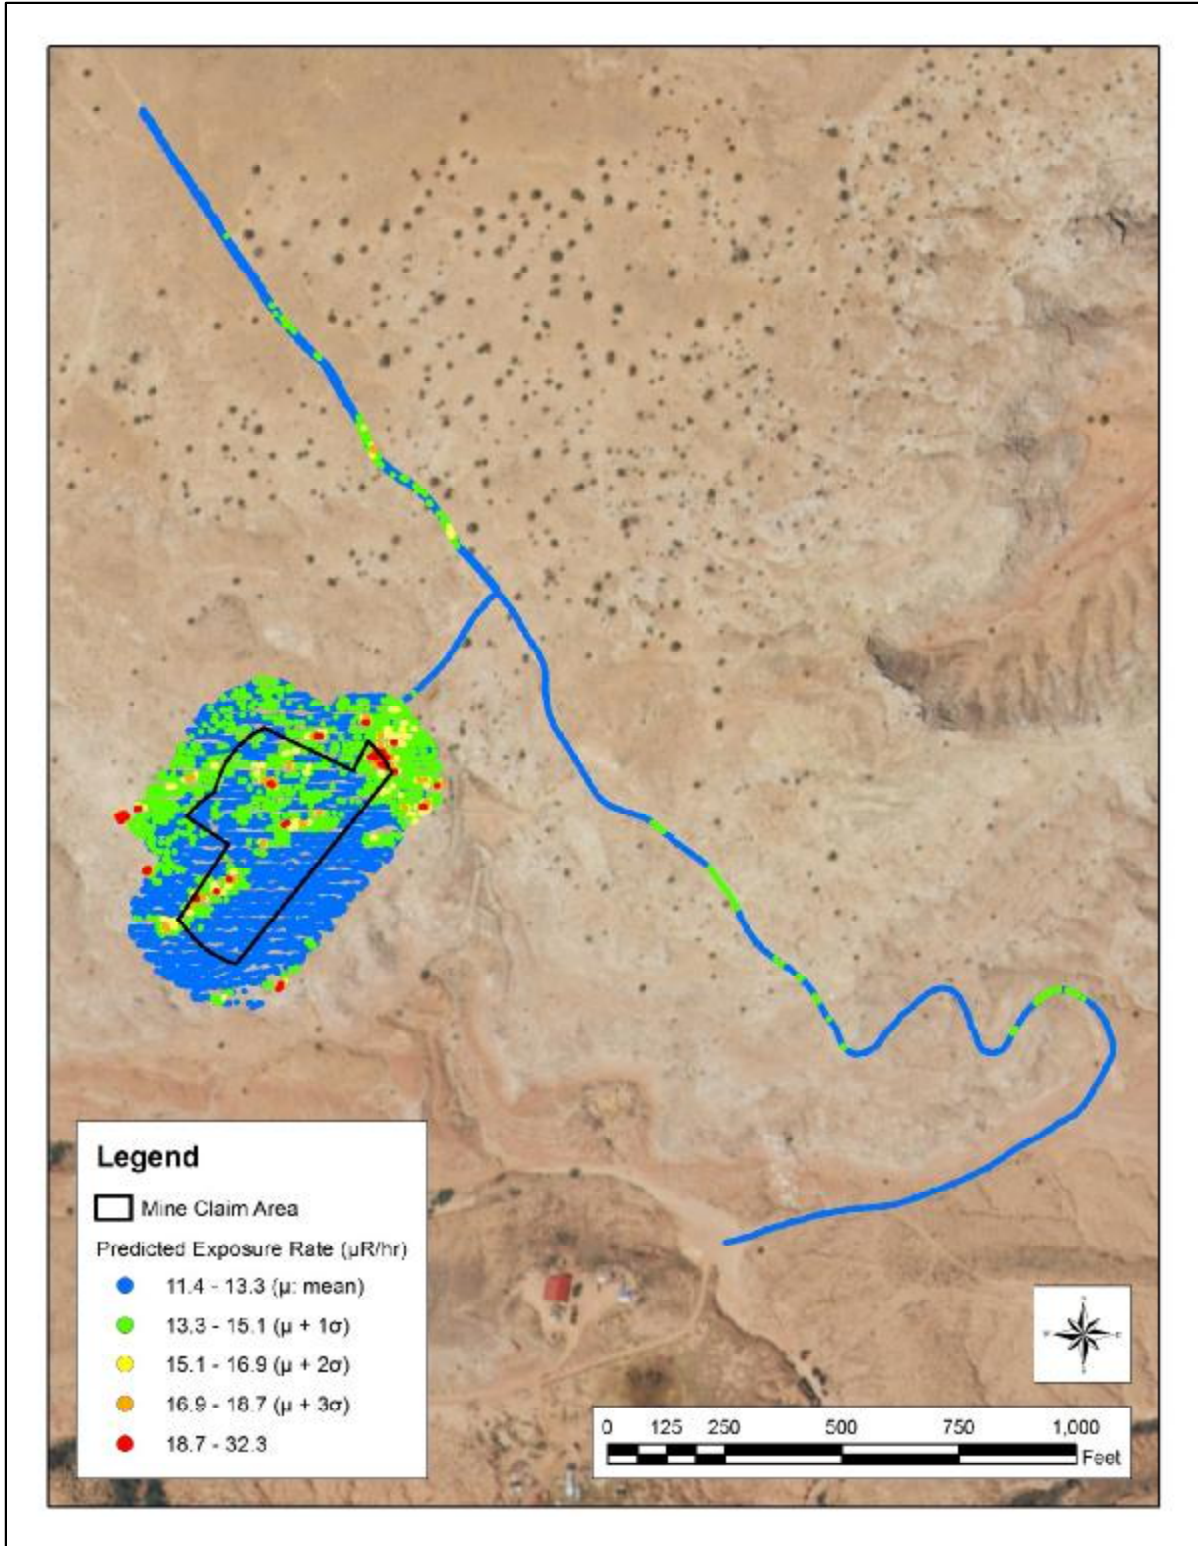 Legend
Mine Claim Area
Predicted Exposure Rate (µR/hr)
11.4 - 13.3 (µ: mean)
13.3 - 15.1 (µ + 1σ)
15.1 - 16.9 (µ + 2σ)
16.9 - 18.7 (µ + 3σ)
18.7 - 32.3
0 125 250 500 750 1,000
Feet